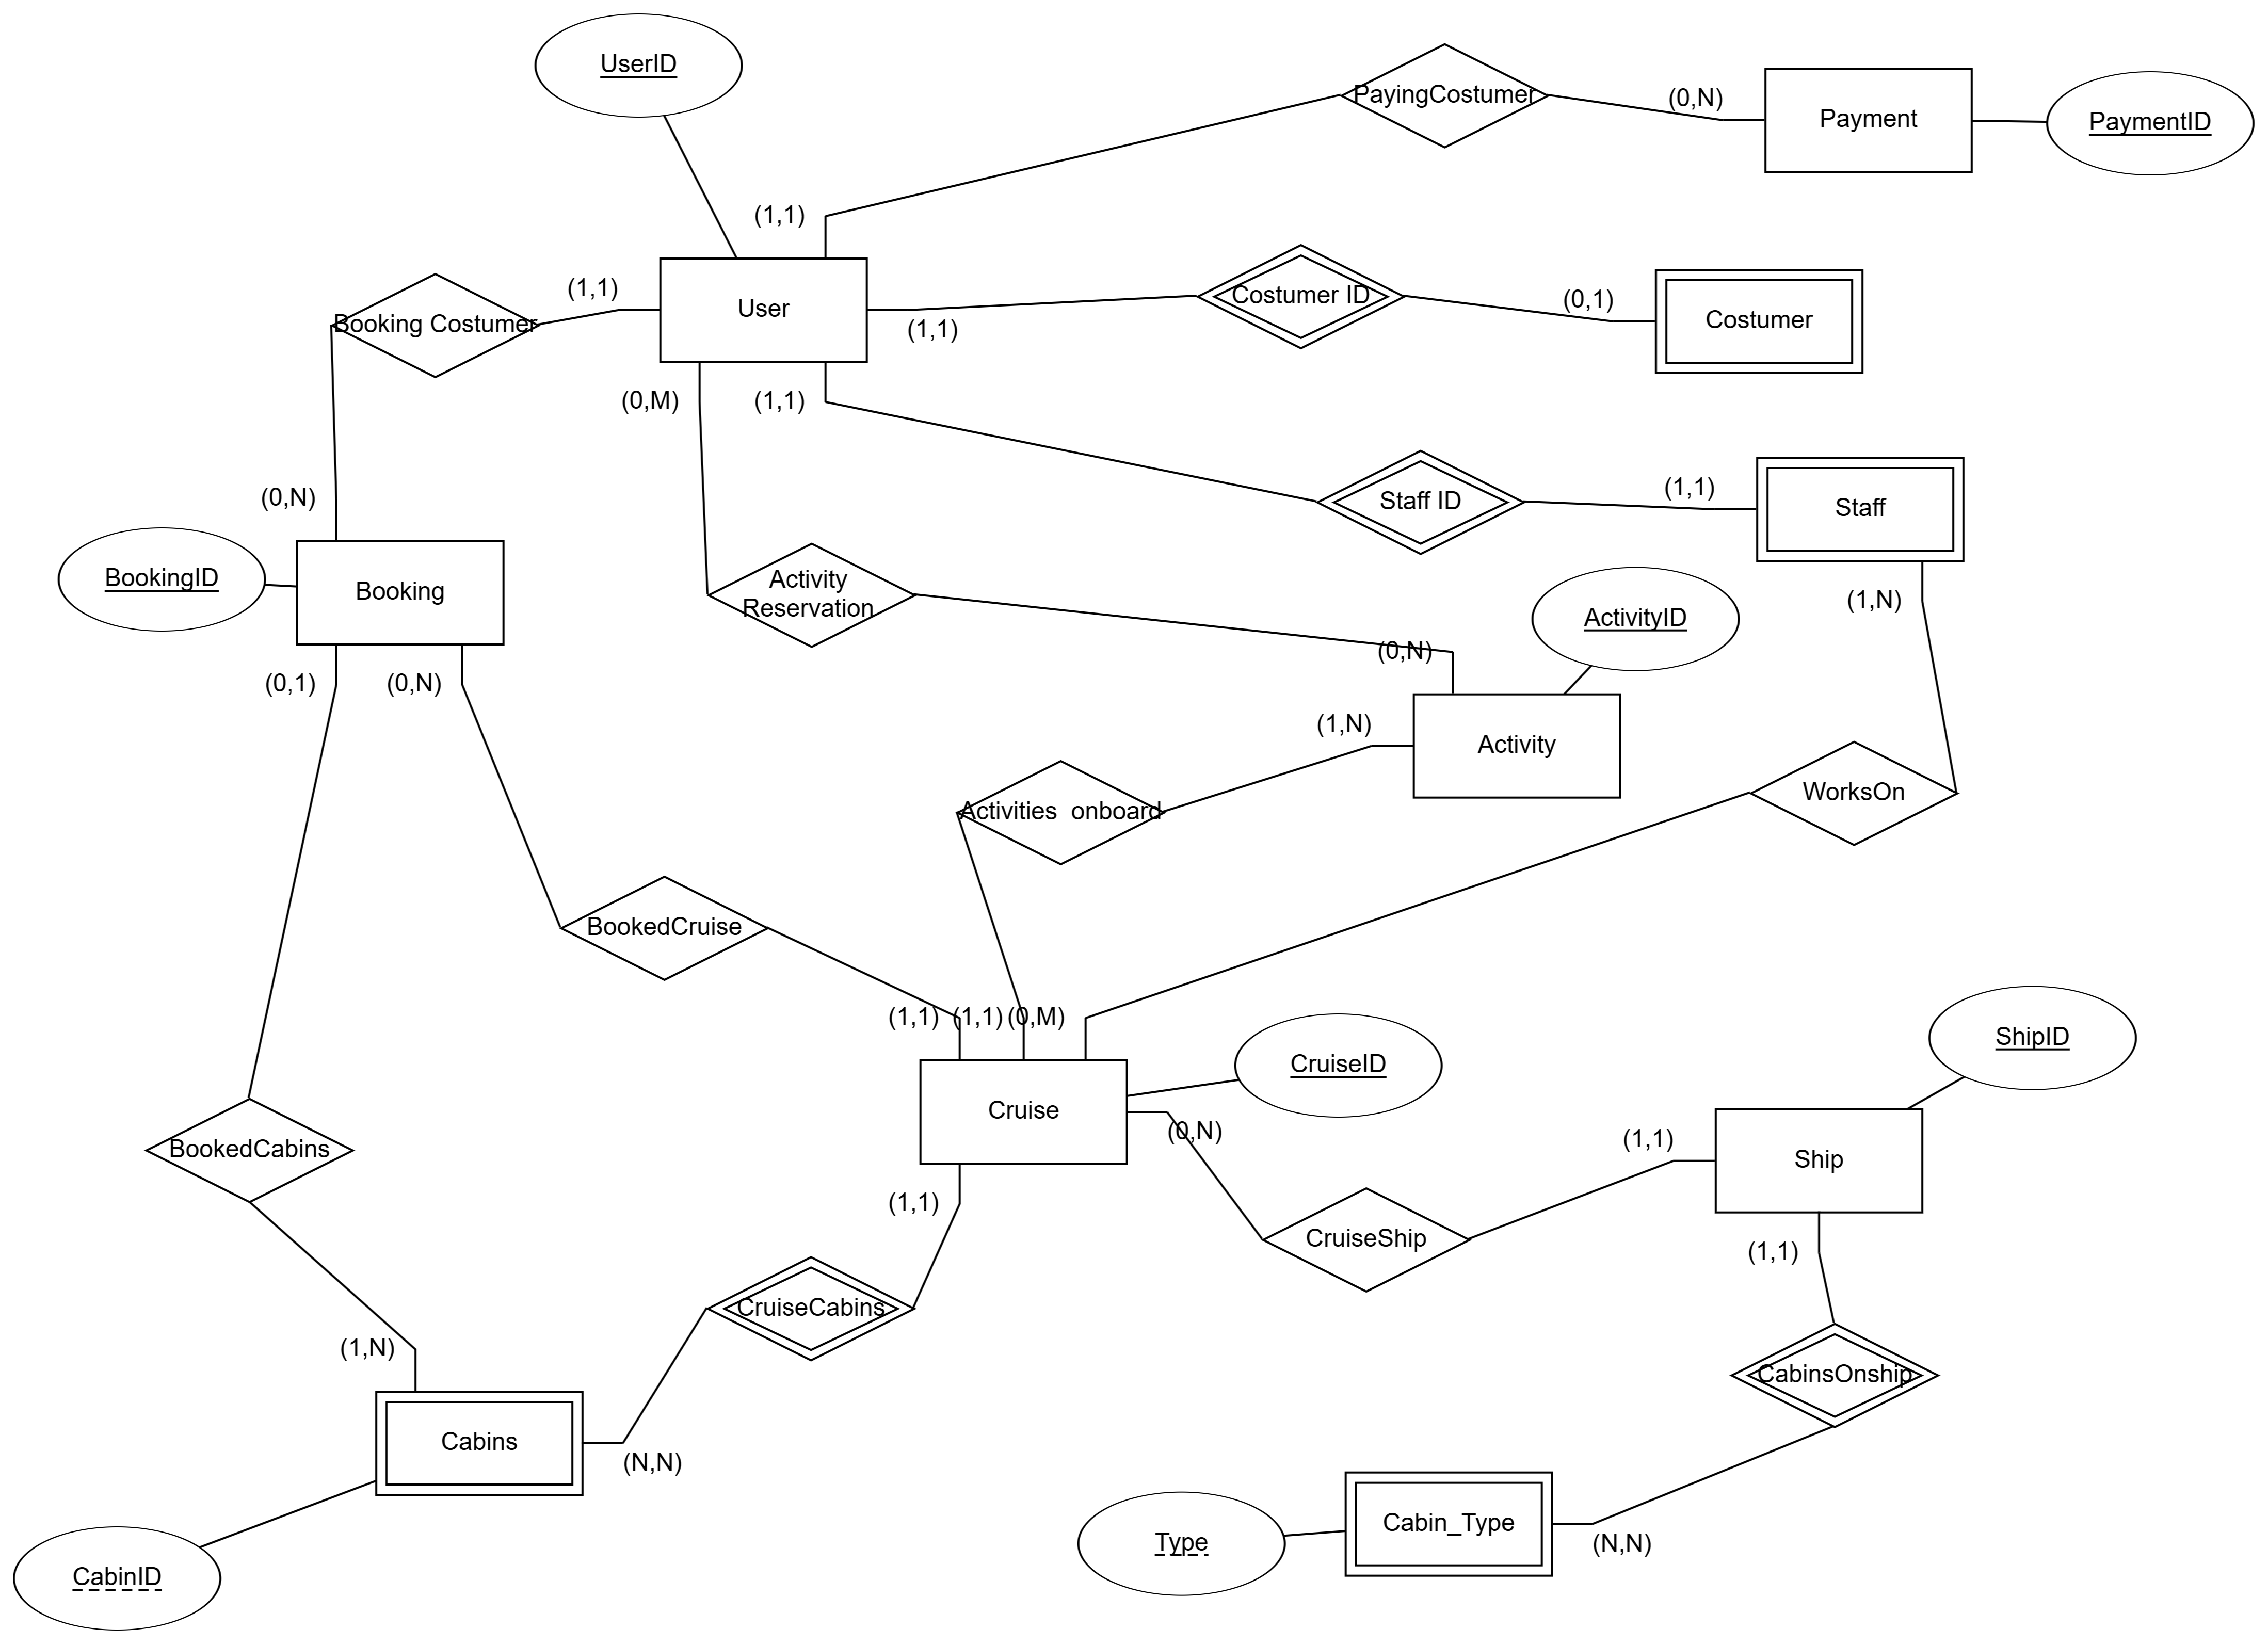 UserID
PayingCostumer
(0,N)
Payment
PaymentID
(1,1)
Booking Costumer
(1,1)
User
(1,1)
Costumer ID
(0,1)
Costumer
(0,M)
(1,1)
Staff ID
(1,1)
Staff
(0,N)
BookingID
Booking
Activity
Reservation
(0,N)
ActivityID
(1,N)
(0,1)
(0,N)
(1,N)
Activity
Activities  onboard
WorksOn
BookedCruise
(1,1)
(1,1)
(0,M)
Cruise
CruiseID
ShipID
(0,N)
(1,1)
Ship
BookedCabins
(1,1)
CruiseShip
(1,1)
CruiseCabins
CabinsOnship
(1,N)
Cabins
(N,N)
Cabin_Type
Type
(N,N)
CabinID